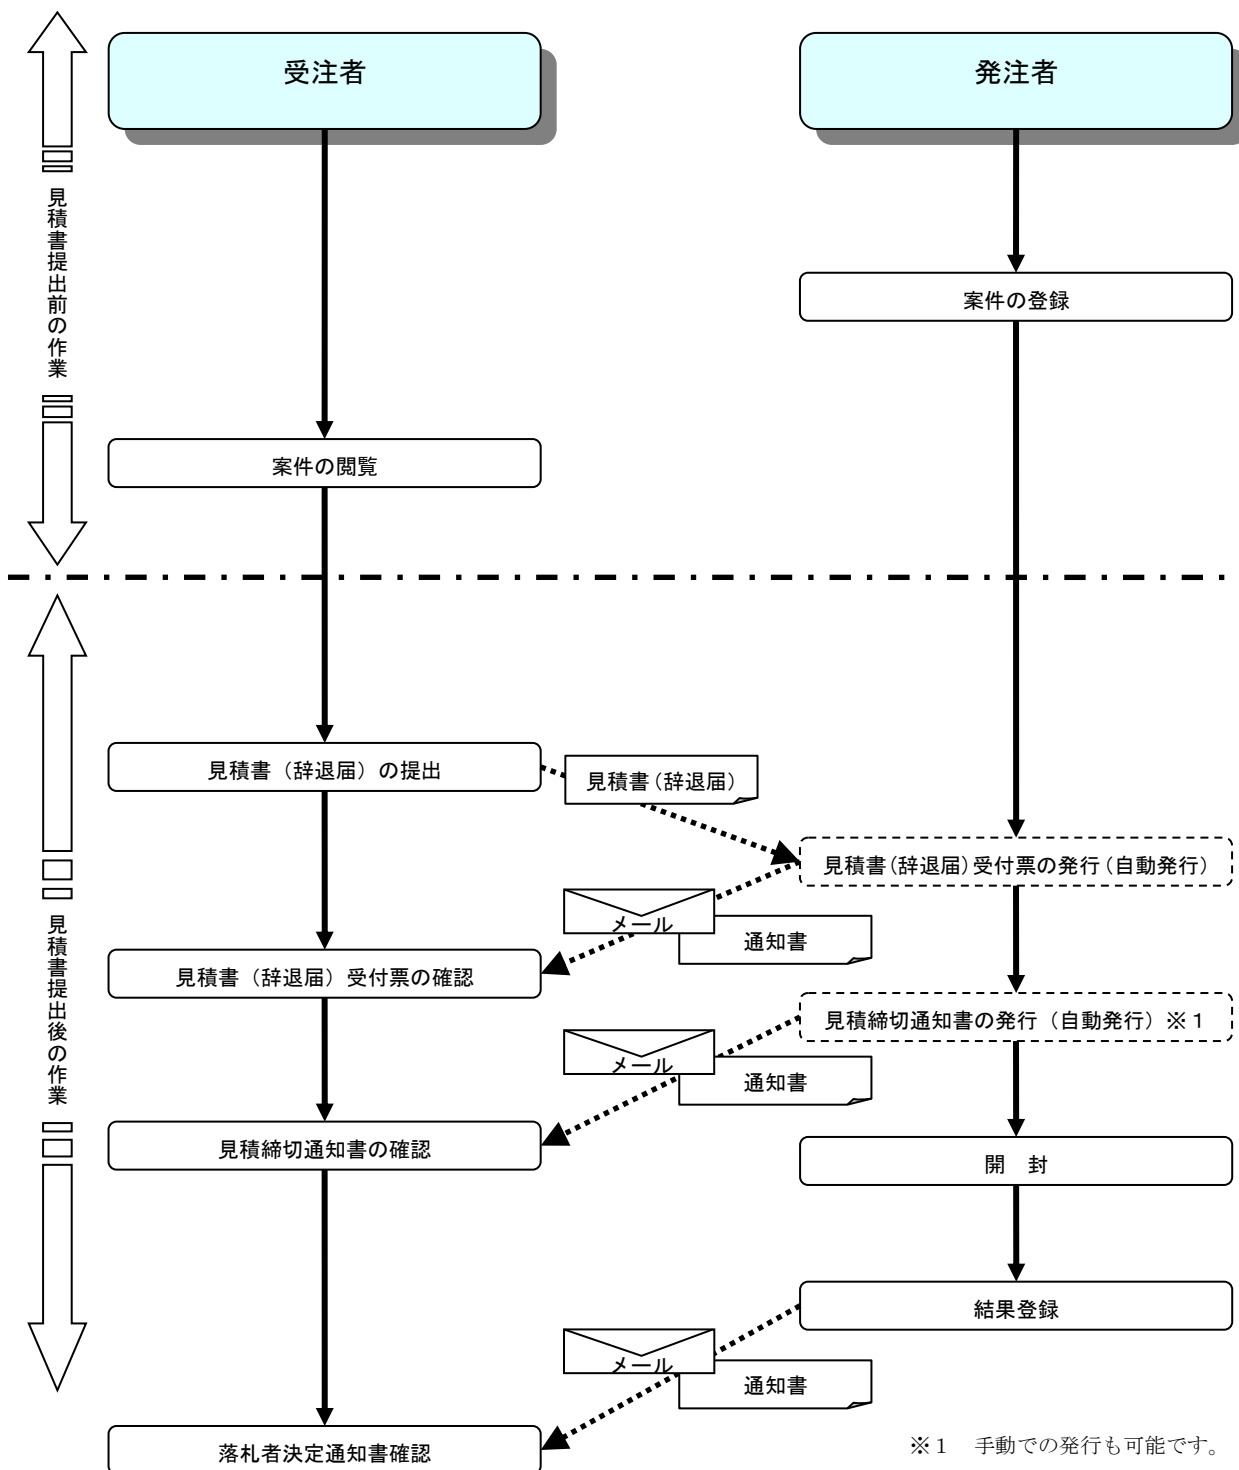 受注者
発注者
見積書提出前の作業
案件の登録
案件の閲覧
見積書提出後の作業
見積書（辞退届）の提出
見積書（辞退届）
見積書（辞退届）受付票の発行（自動発行）
メール
通知書
見積書（辞退届）受付票の確認
見積締切通知書の発行（自動発行）※１
メール
通知書
見積締切通知書の確認
開　封
結果登録
メール
通知書
落札者決定通知書確認
※１　手動での発行も可能です。